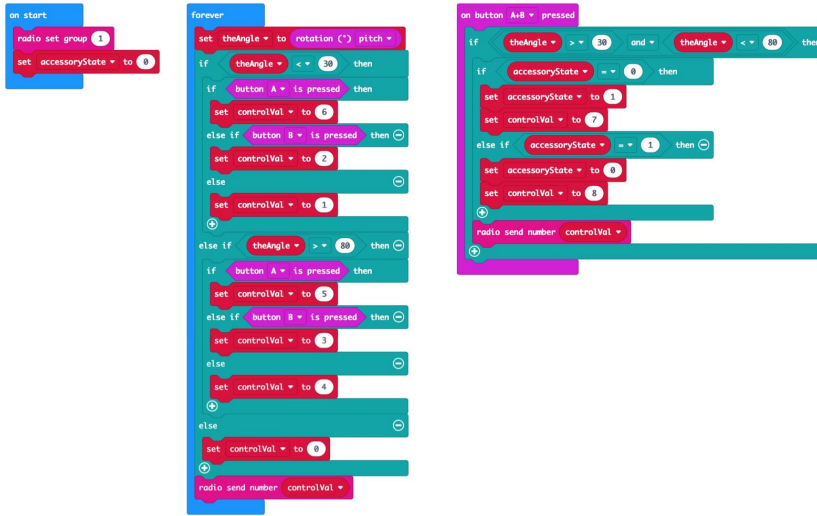 on start
radio set group 1
set accessoryState to 0
forever
set theAngle to rotation (°) pitch
if theAngle < 30 then
if button A is pressed then
set controlVal to 6
else if button B is pressed then
set controlVal to 2
else
set controlVal to 1
else if theAngle > 80 then
if button A is pressed then
set controlVal to 5
else if button B is pressed then
set controlVal to 3
else
set controlVal to 4
else
set controlVal to 0
radio send number controlVal
on button A+B pressed
if theAngle > 30 and theAngle < 80 then
if accessoryState = 0 then
set accessoryState to 1
set controlVal to 7
else if accessoryState = 1 then
set accessoryState to 0
set controlVal to 8
radio send number controlVal